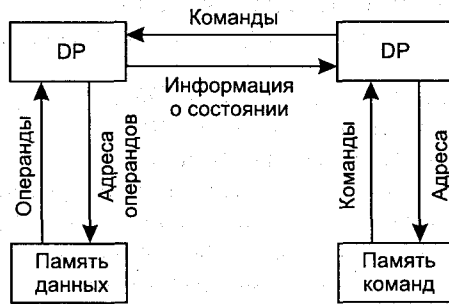 Команды
DP
DP
Информация
о состоянии
Операнды
Адреса
операндов
Команды
Адреса
Память
данных
Память
команд